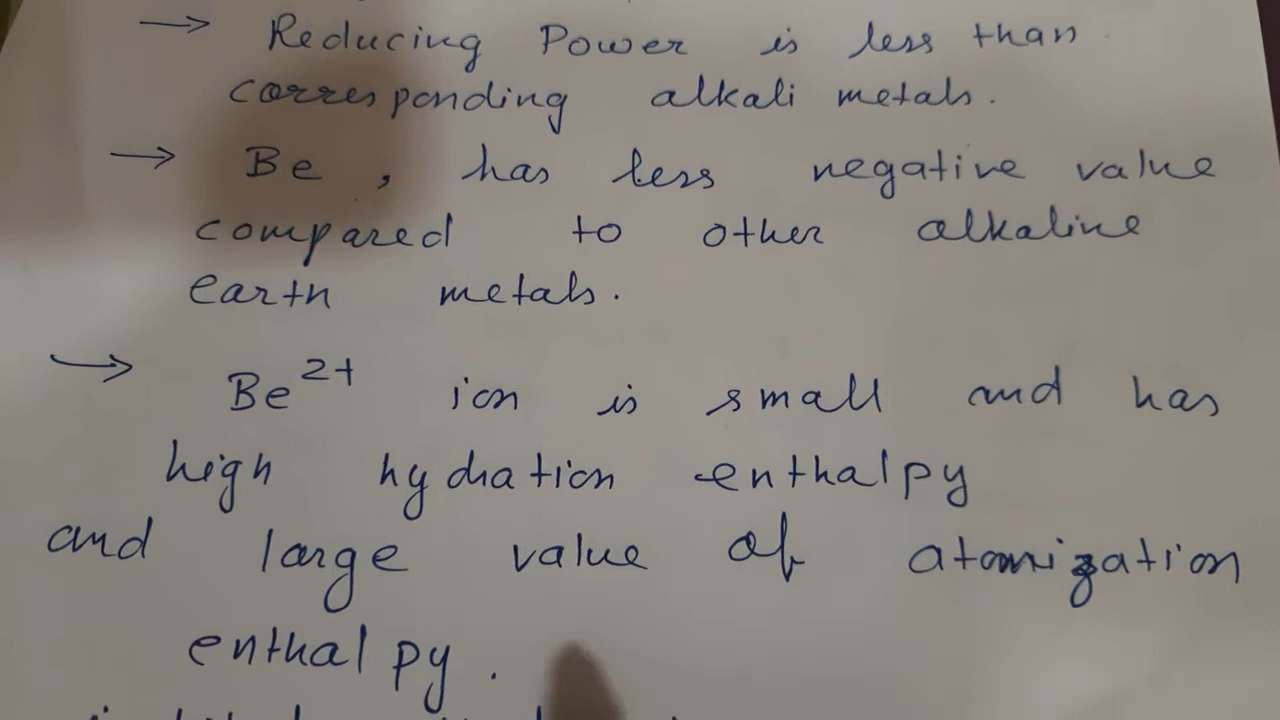 → Reducing Power is less than
corresponding alkali metals.
→ Be, has less negative value
compared to other alkaline
earth metals.
→ Be²⁺ ion is small and has
high hydration enthalpy
and large value of atomization
enthalpy.